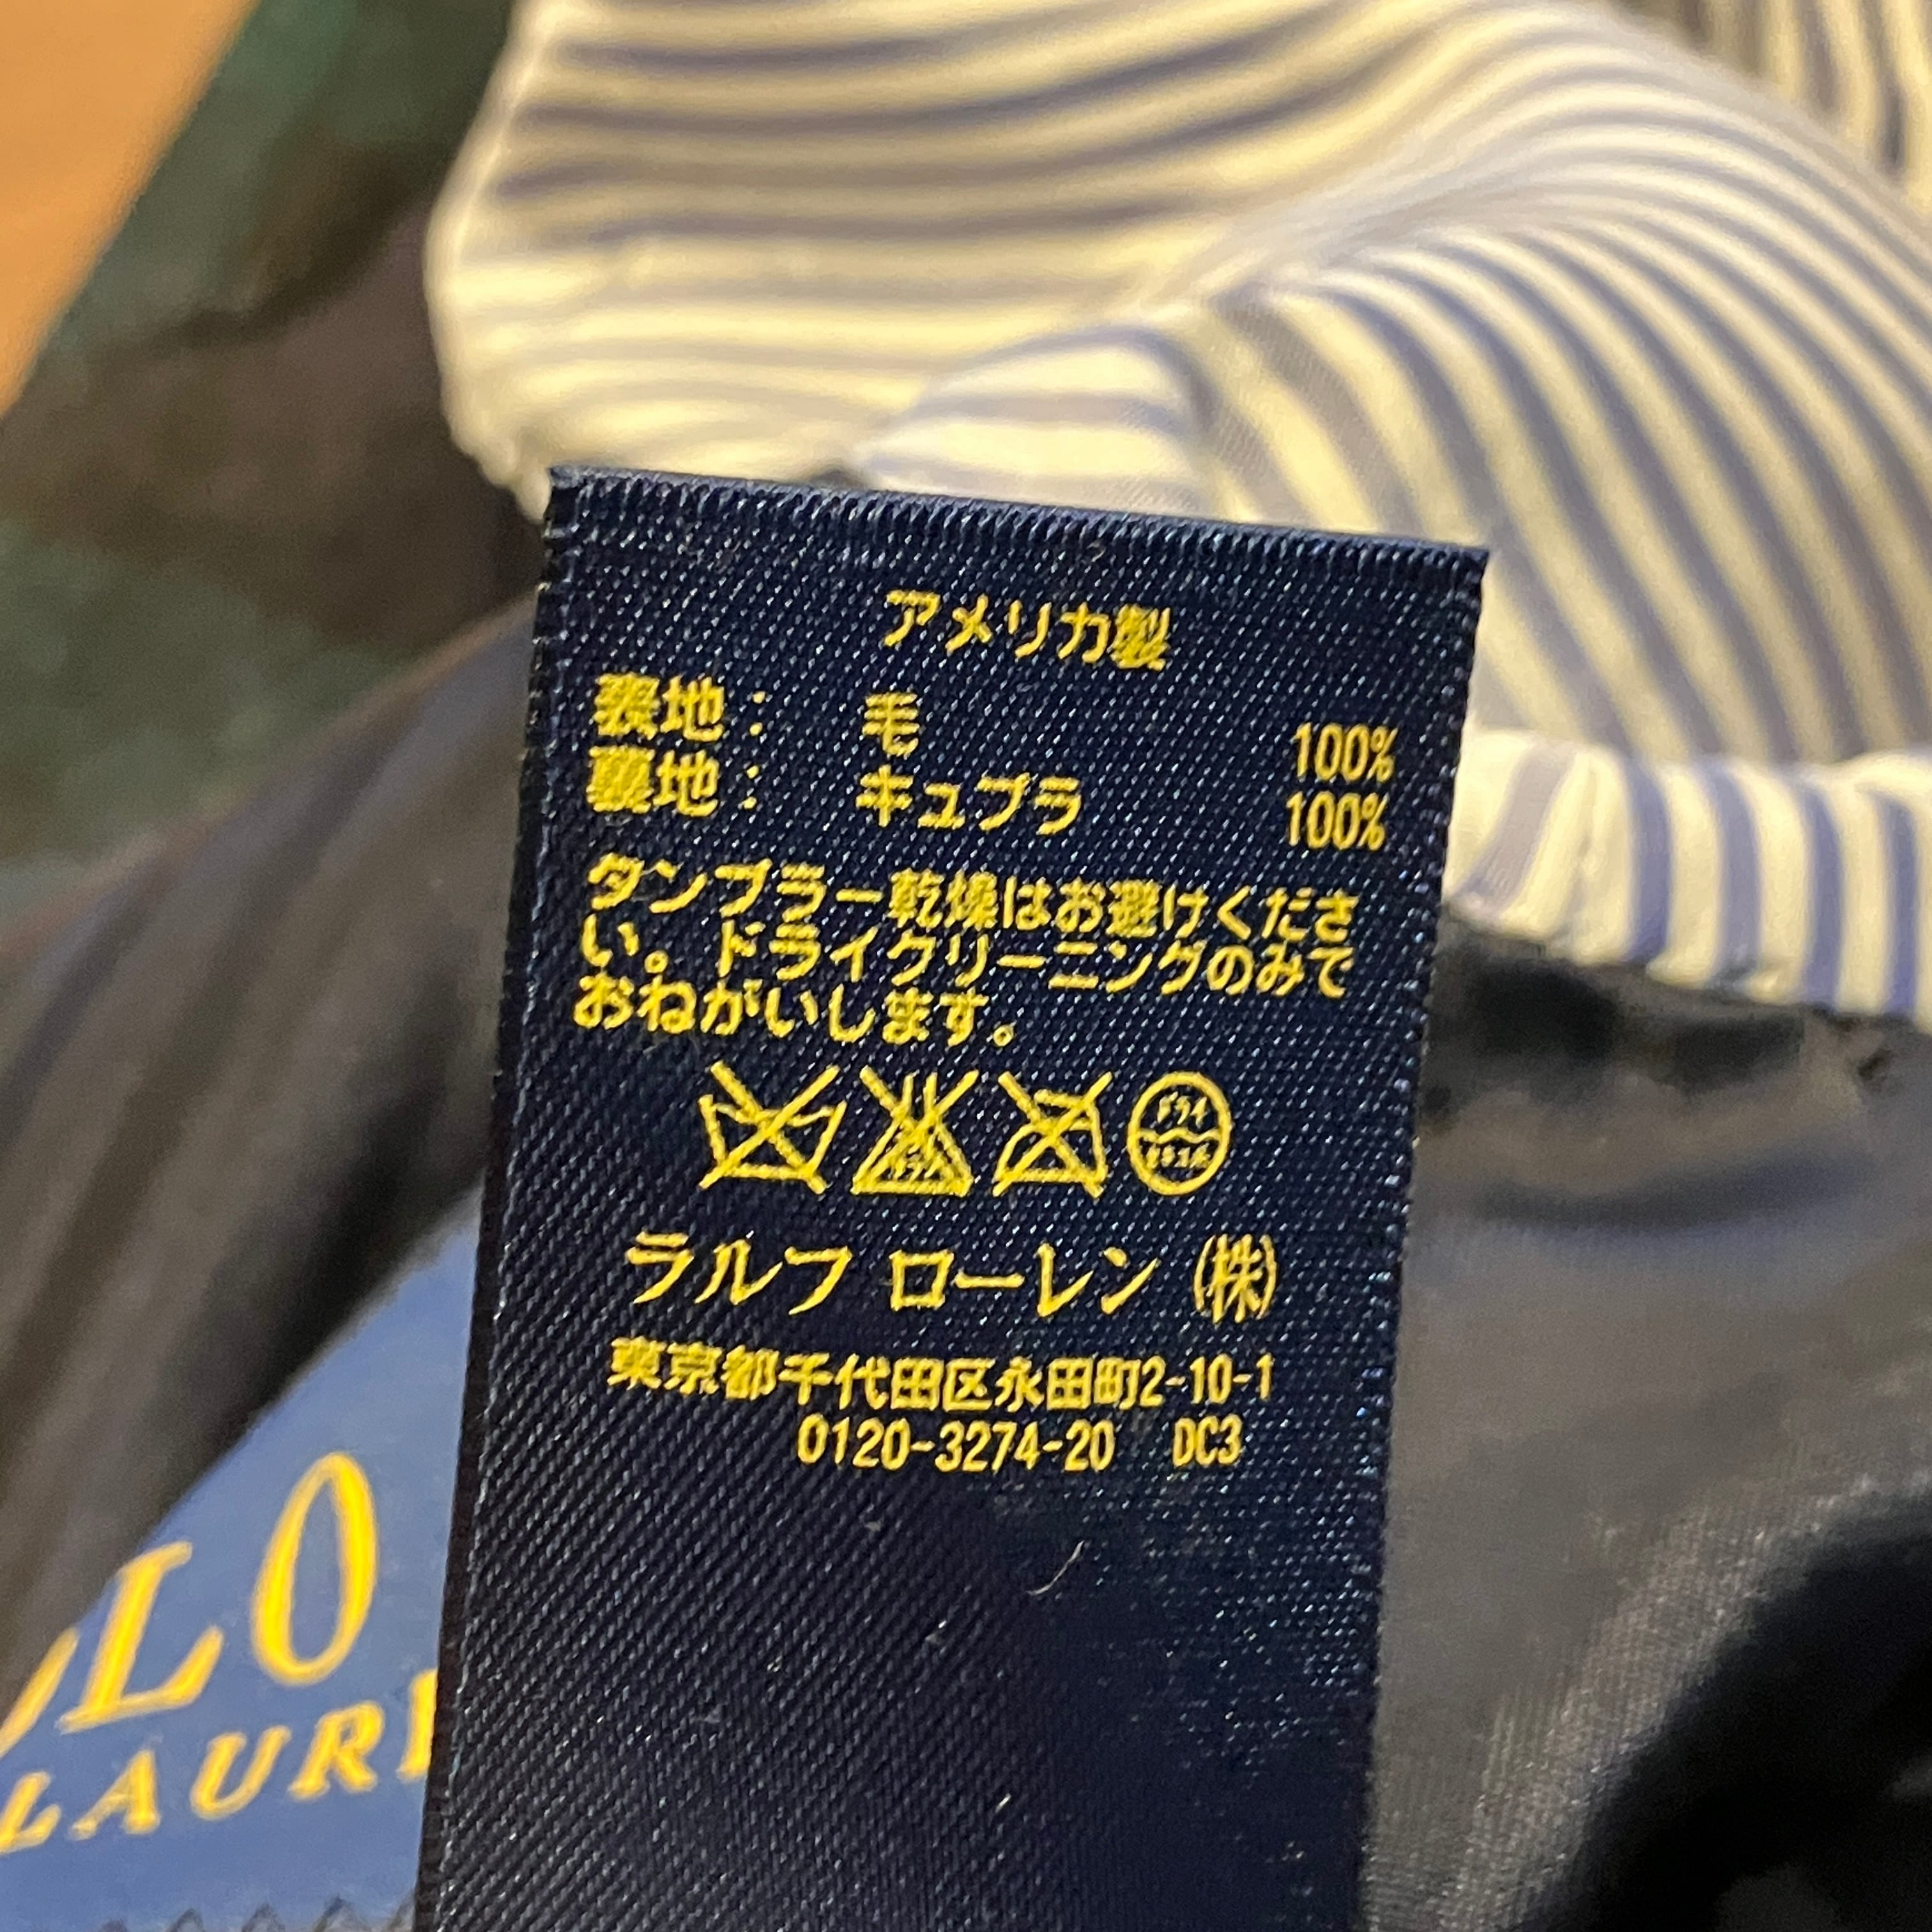 アメリカ製
表地: 毛 100%
裏地: キュプラ 100%
タンブラー乾燥はお避けくださ
い。ドライクリーニングのみで
おねがいします。
ドライ
ラルフ ローレン (株)
東京都千代田区永田町2-10-1
0120-3274-20 DC3
LO
LAUR